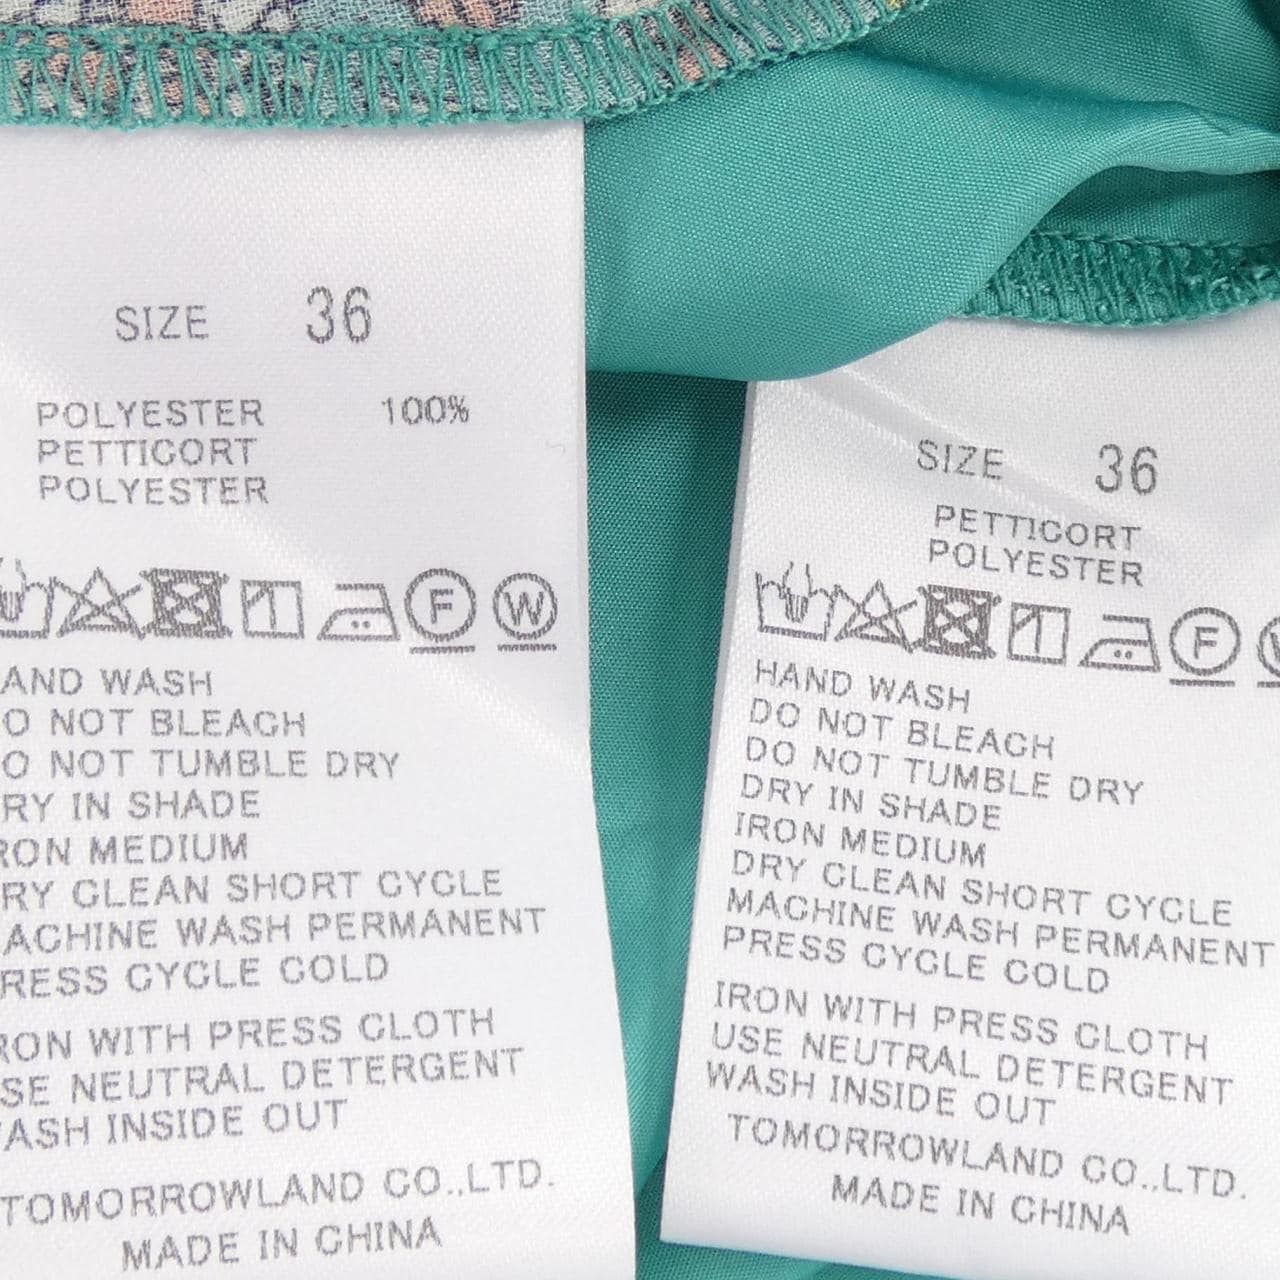 SIZE 36
POLYESTER 100%
PETTICORT
POLYESTER
F W
AND WASH
O NOT BLEACH
O NOT TUMBLE DRY
RY IN SHADE
RON MEDIUM
RY CLEAN SHORT CYCLE
ACHINE WASH PERMANENT
RESS CYCLE COLD
RON WITH PRESS CLOTH
SE NEUTRAL DETERGENT
ASH INSIDE OUT
TOMORROWLAND CO.,LTD.
MADE IN CHINA
SIZE 36
PETTICORT
POLYESTER
F
HAND WASH
DO NOT BLEACH
DO NOT TUMBLE DRY
DRY IN SHADE
IRON MEDIUM
DRY CLEAN SHORT CYCLE
MACHINE WASH PERMANENT
PRESS CYCLE COLD
IRON WITH PRESS CLOTH
USE NEUTRAL DETERGENT
WASH INSIDE OUT
TOMORROWLAND CO.,LTD.
MADE IN CHINA